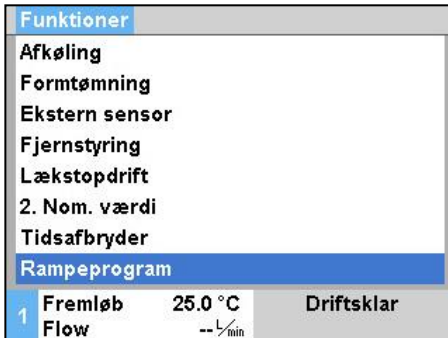 Funktioner
Afkøling
Formtømning
Ekstern sensor
Fjernstyring
Lækstopdrift
2. Nom. værdi
Tidsafbryder
Rampeprogram
1 Fremløb 25.0 °C Driftsklar
Flow -- L/min